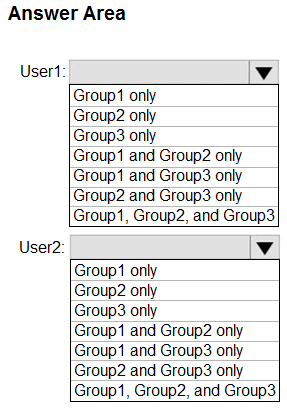 Answer Area
User1:
Group1 only
Group2 only
Group3 only
Group1 and Group2 only
Group1 and Group3 only
Group2 and Group3 only
Group1, Group2, and Group3
User2:
Group1 only
Group2 only
Group3 only
Group1 and Group2 only
Group1 and Group3 only
Group2 and Group3 only
Group1, Group2, and Group3